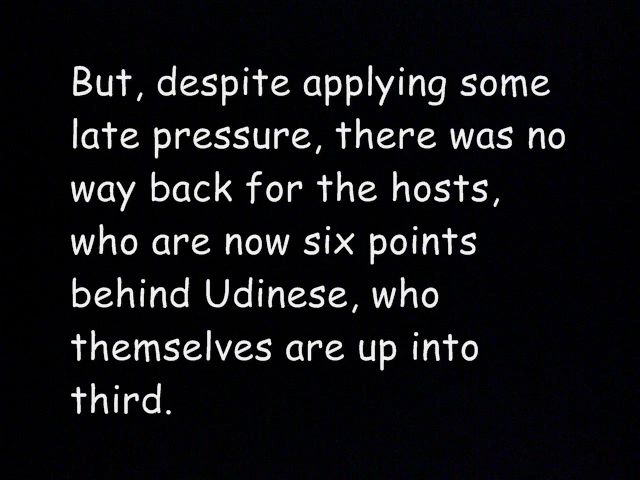 But, despite applying some
late pressure, there was no
way back for the hosts,
who are now six points
behind Udinese, who
themselves are up into
third.